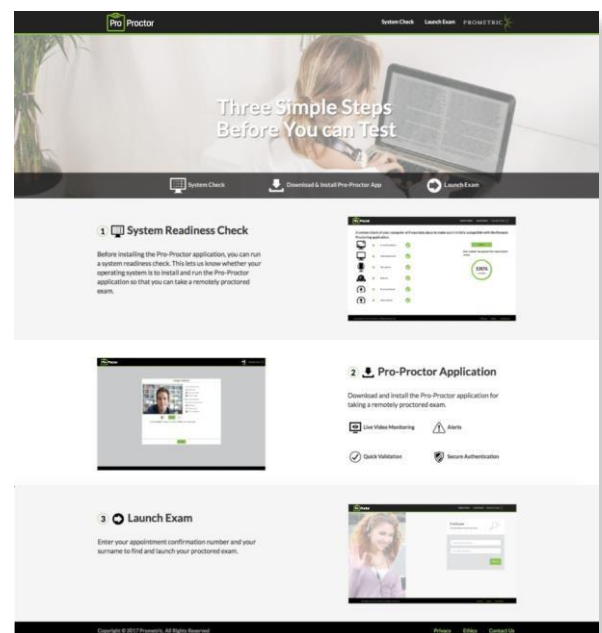 Pro Proctor
System Check Launch Exam PROMETRIC
Three Simple Steps
Before You can Test
System Check Download & Install Pro-Proctor App Launch Exam
1 System Readiness Check
Before installing the Pro-Proctor application, you can run
a system readiness check. This lets us know whether your
operating system is to install and run the Pro-Proctor
application so that you can take a remotely proctored
exam.
100%
2 Pro-Proctor Application
Download and install the Pro-Proctor application for
taking a remotely proctored exam.
Live Video Monitoring Alerts
Quick Validation Secure Authentication
3 Launch Exam
Enter your appointment confirmation number and your
surname to find and launch your proctored exam.
Copyright © 2017 Prometric. All Rights Reserved Privacy Ethics Contact Us